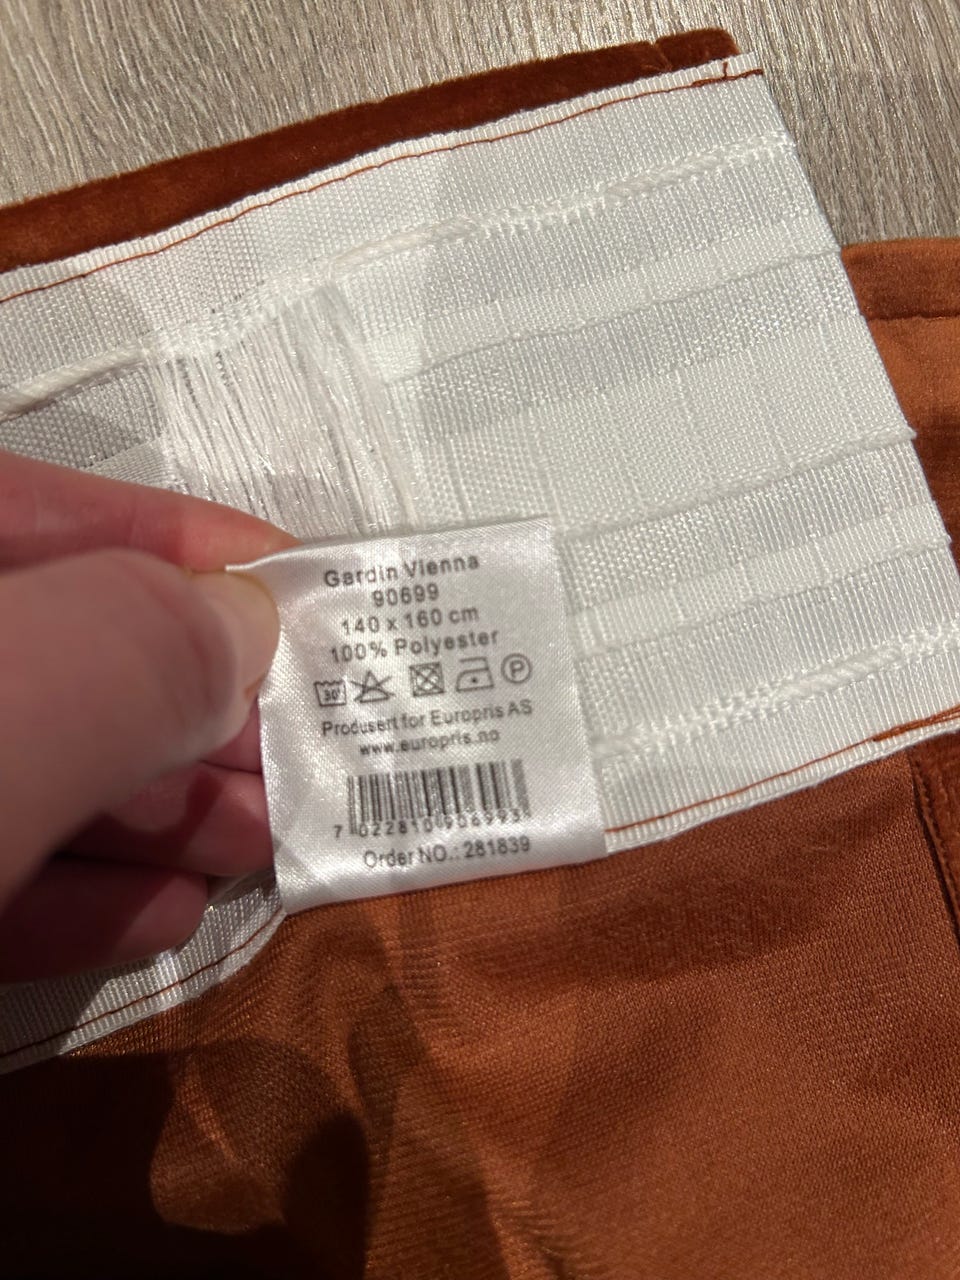 Gardin Vienna
90699
140 x 160 cm
100% Polyester
30° P
Produsert for Europris AS
www.europris.no
7 022810 906993
Order NO.: 281839